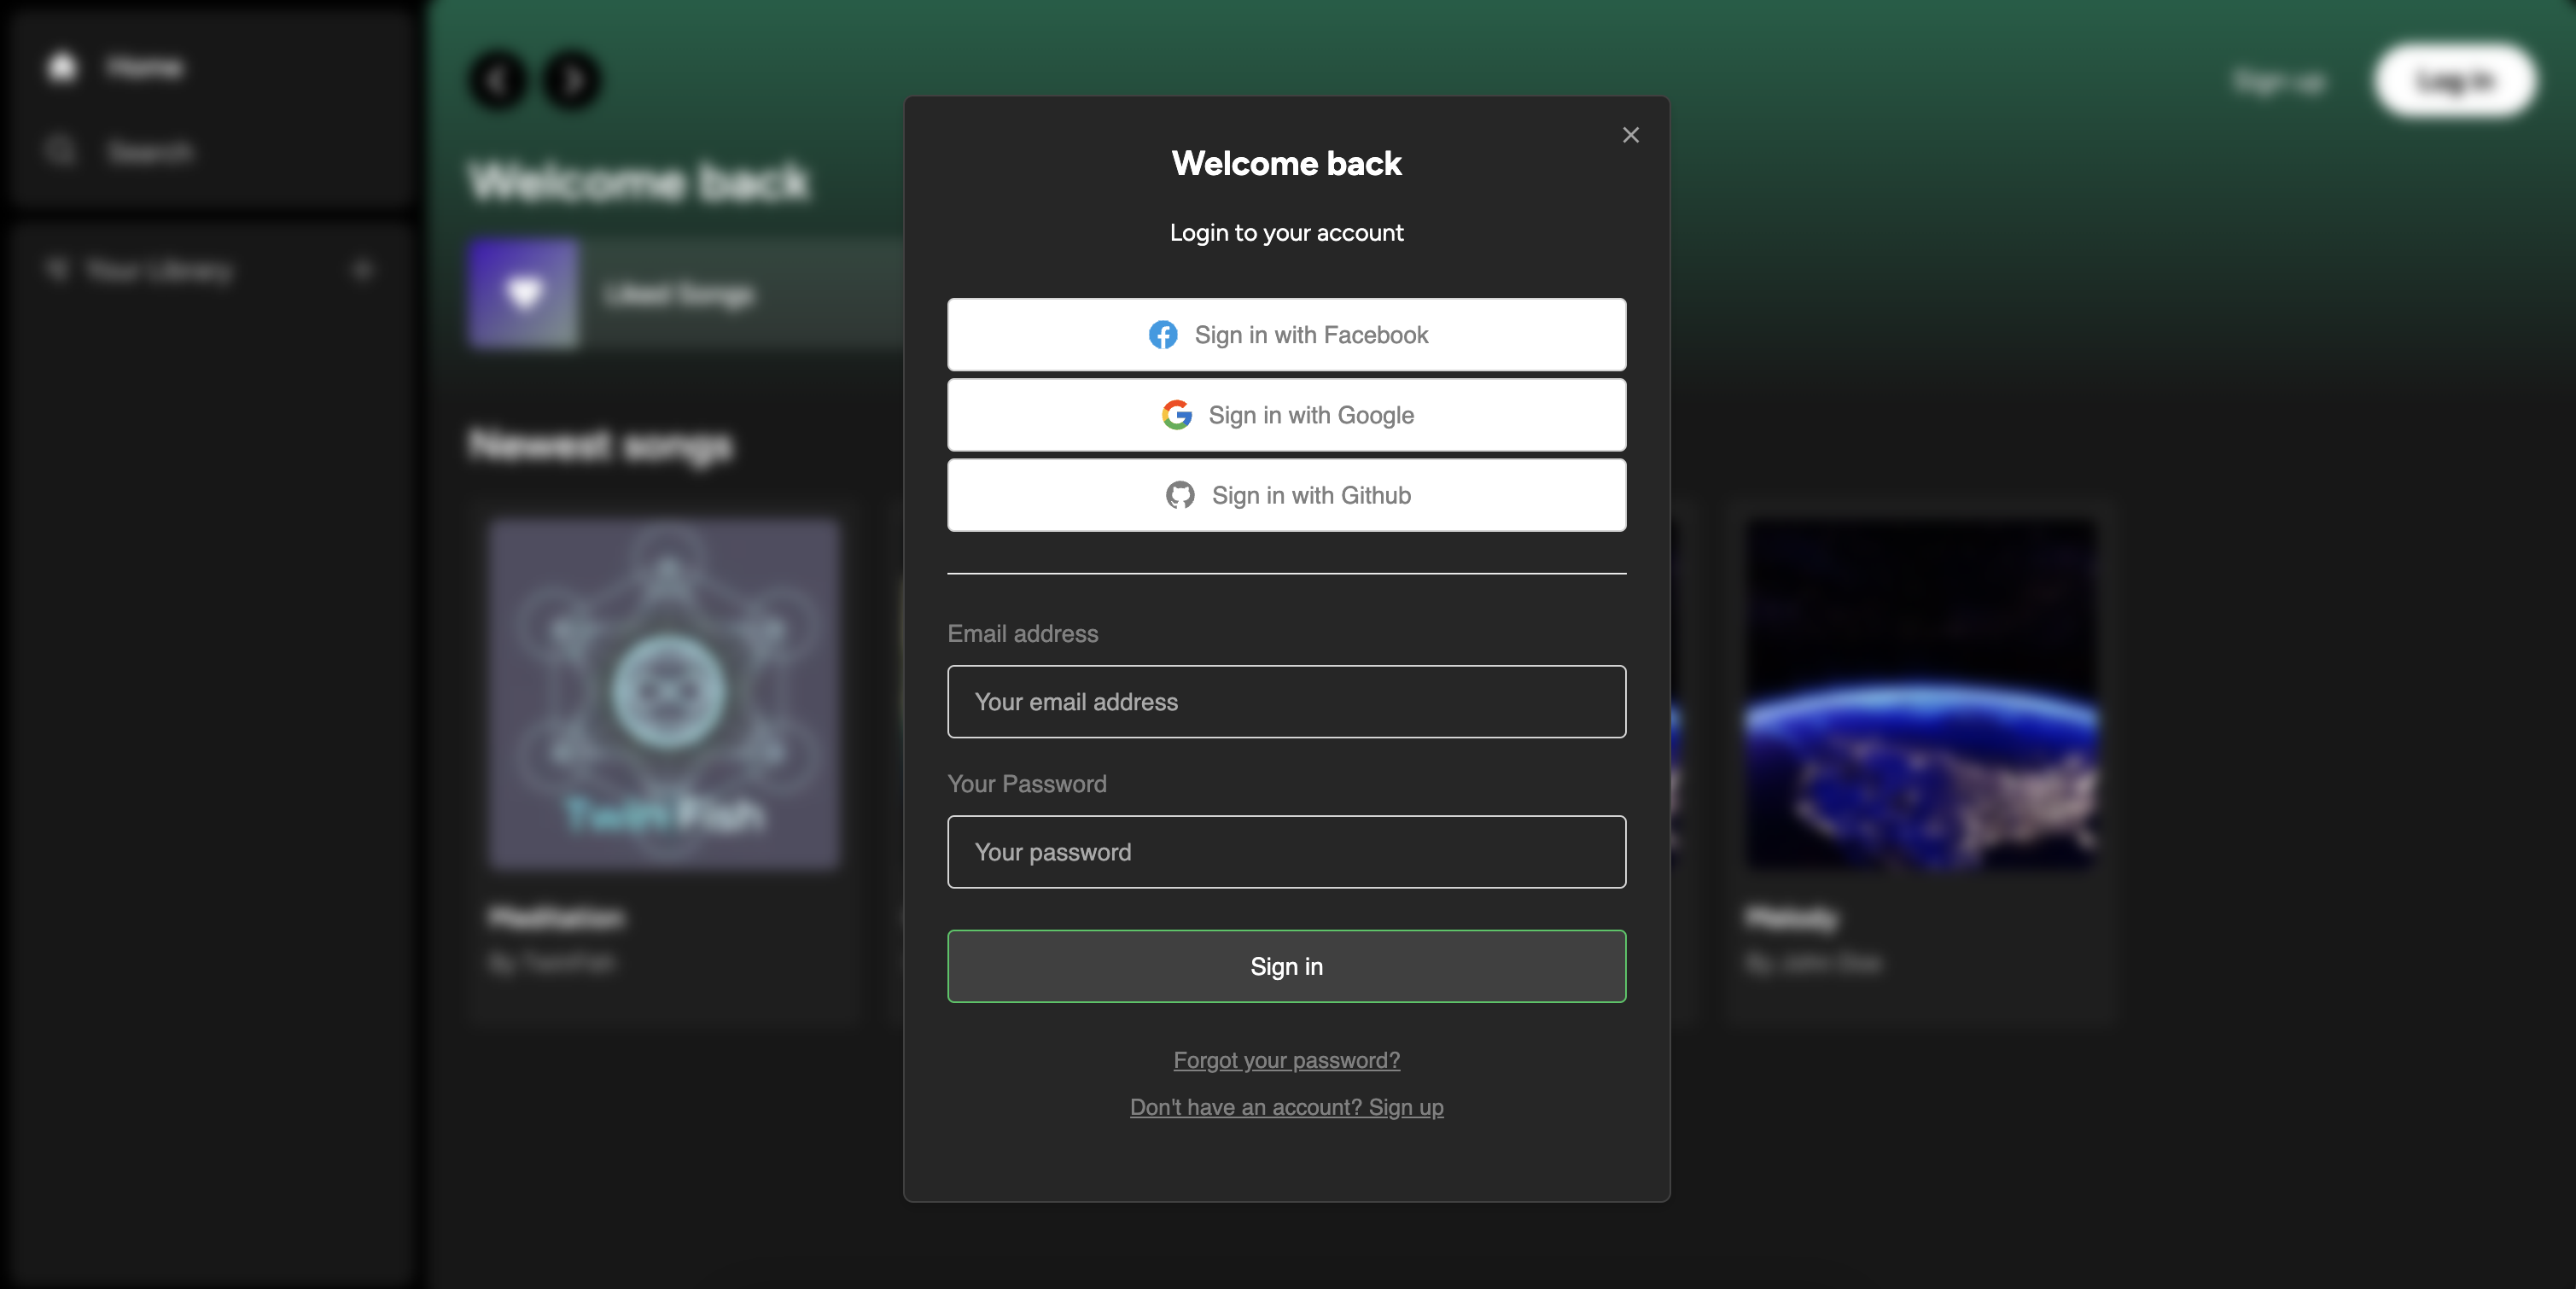 Home
Search
Your Library
Sign up
Log in
Welcome back
Liked Songs
Newest songs
TwinFish
Meditation
By TwinFish
Melody
By John Doe
Welcome back
Login to your account
Sign in with Facebook
Sign in with Google
Sign in with Github
Email address
Your email address
Your Password
Your password
Sign in
Forgot your password?
Don't have an account? Sign up